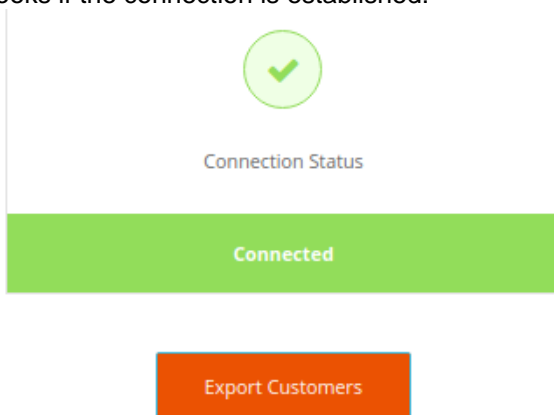 if the connection is established.
Connection Status
Connected
Export Customers